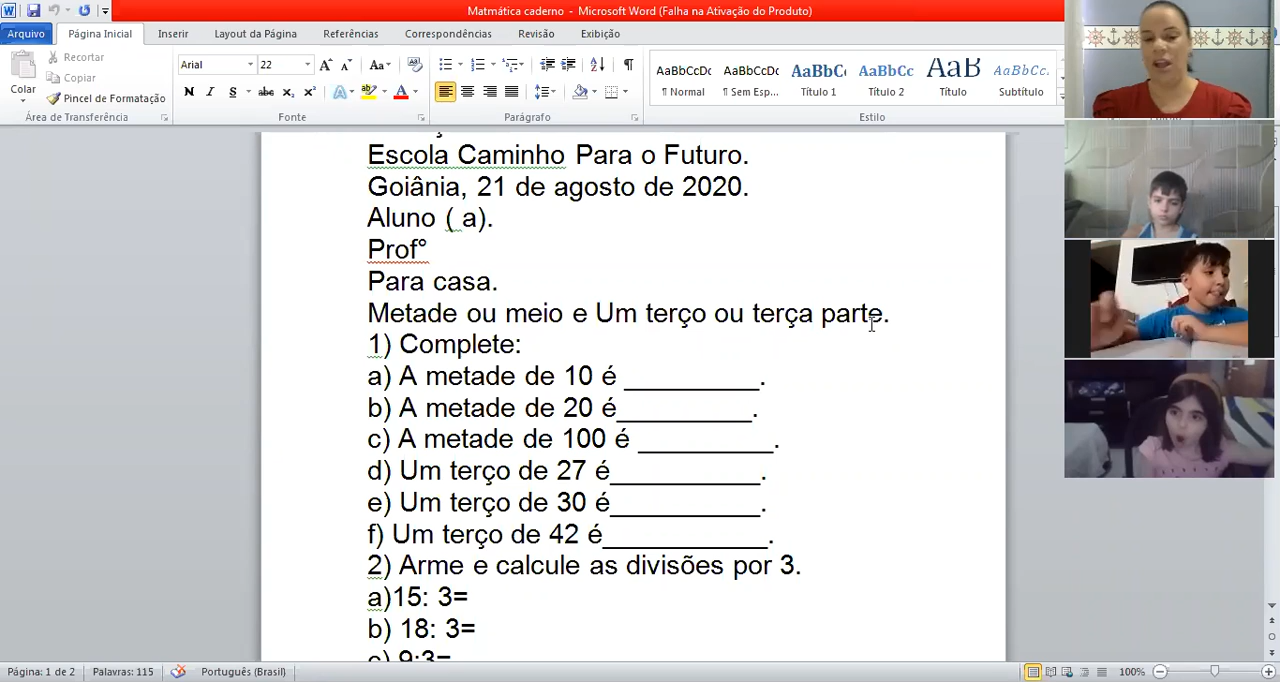 Matmática caderno - Microsoft Word (Falha na Ativação do Produto)
Arquivo Página Inicial Inserir Layout da Página Referências Correspondências Revisão Exibição
Colar
Recortar
Copiar
Pincel de Formatação
Área de Transferência
Arial 22
Fonte
Parágrafo
AaBbCcDc AaBbCcDc AaBbC AaBbCc AaB AaBbCc.
¶ Normal ¶ Sem Esp... Título 1 Título 2 Título Subtítulo
Estilo
Escola Caminho Para o Futuro.
Goiânia, 21 de agosto de 2020.
Aluno ( a).
Prof°
Para casa.
Metade ou meio e Um terço ou terça parte.
1) Complete:
a) A metade de 10 é _________.
b) A metade de 20 é_________.
c) A metade de 100 é _________.
d) Um terço de 27 é__________.
e) Um terço de 30 é__________.
f) Um terço de 42 é___________.
2) Arme e calcule as divisões por 3.
a)15: 3=
b) 18: 3=
c) 9:3=
Página: 1 de 2 Palavras: 115 Português (Brasil) 100%